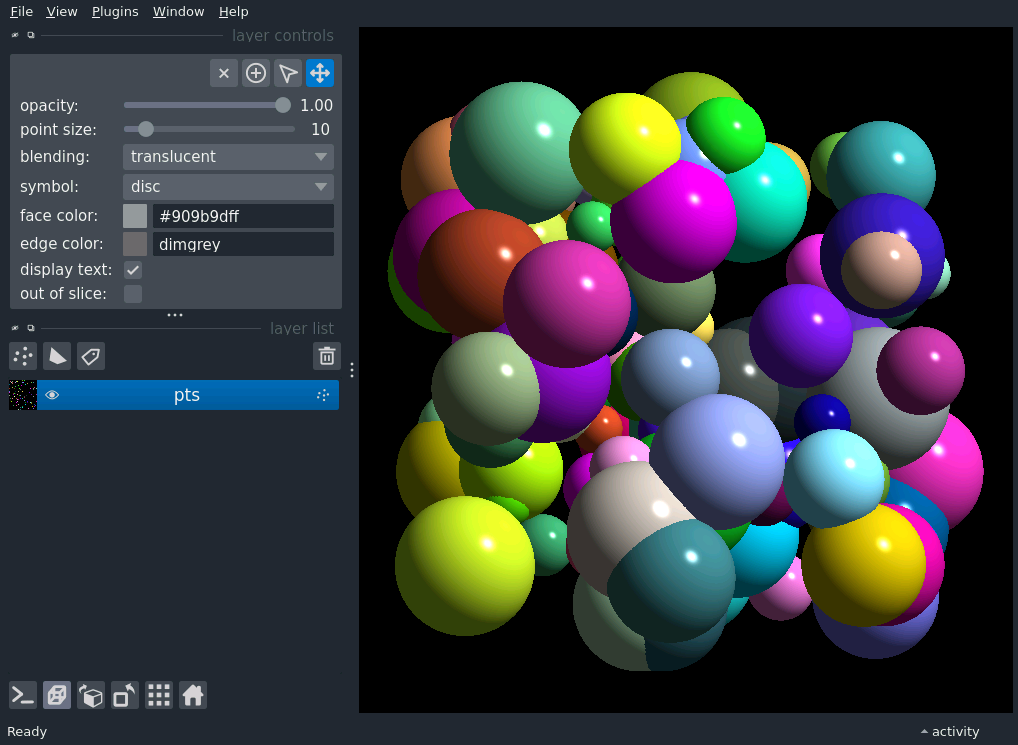 File View Plugins Window Help
layer controls
opacity: 1.00
point size: 10
blending: translucent
symbol: disc
face color: #909b9dff
edge color: dimgrey
display text:
out of slice:
layer list
pts
Ready activity